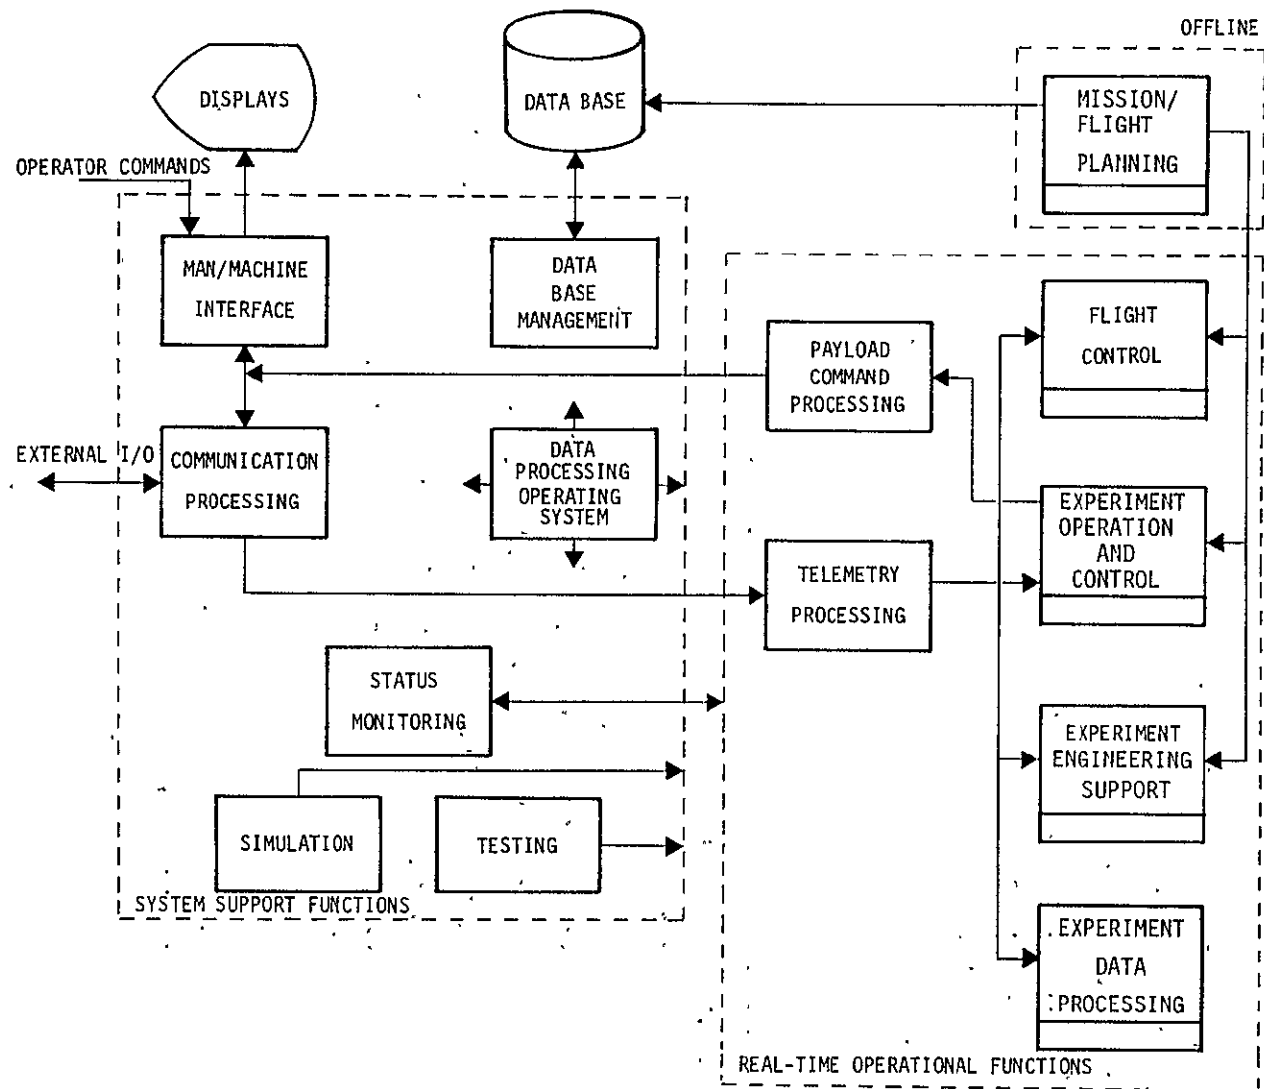 OFFLINE
DISPLAYS
DATA BASE
MISSION/
FLIGHT
PLANNING
OPERATOR COMMANDS
MAN/MACHINE
INTERFACE
DATA
BASE
MANAGEMENT
PAYLOAD
COMMAND
PROCESSING
FLIGHT
CONTROL
EXTERNAL I/O
COMMUNICATION
PROCESSING
DATA
PROCESSING
OPERATING
SYSTEM
EXPERIMENT
OPERATION
AND
CONTROL
TELEMETRY
PROCESSING
STATUS
MONITORING
EXPERIMENT
ENGINEERING
SUPPORT
SIMULATION
TESTING
SYSTEM SUPPORT FUNCTIONS
EXPERIMENT
DATA
PROCESSING
REAL-TIME OPERATIONAL FUNCTIONS